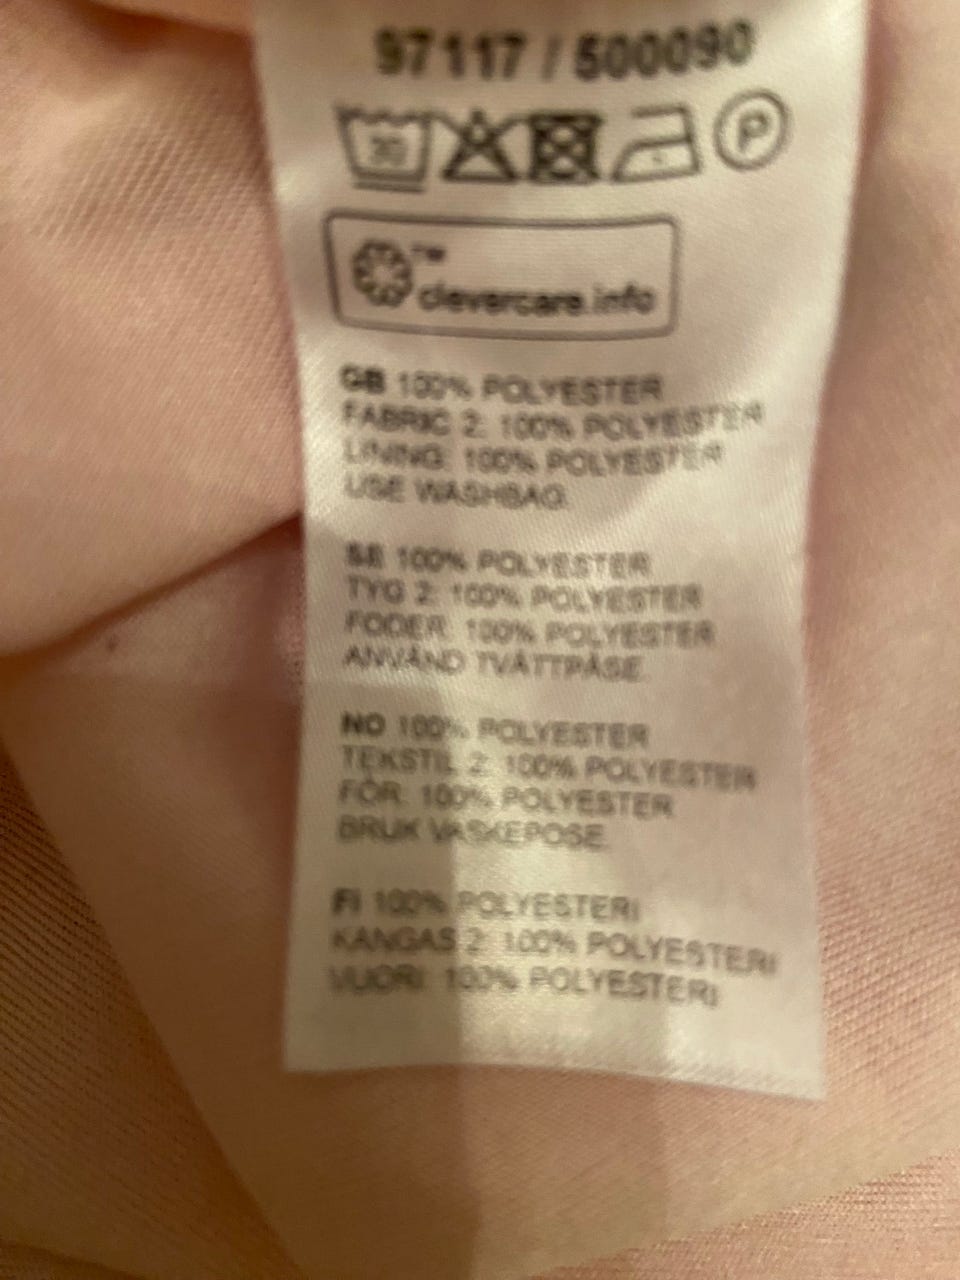 97117 / 500090
30 P
™
clevercare.info
GB 100% POLYESTER
FABRIC 2: 100% POLYESTER
LINING: 100% POLYESTER
USE WASHBAG.
SE 100% POLYESTER
TYG 2: 100% POLYESTER
FODER: 100% POLYESTER
ANVÄND TVÄTTPÅSE.
NO 100% POLYESTER
TEKSTIL 2: 100% POLYESTER
FÔR: 100% POLYESTER
BRUK VASKEPOSE.
FI 100% POLYESTERI
KANGAS 2: 100% POLYESTERI
VUORI: 100% POLYESTERI